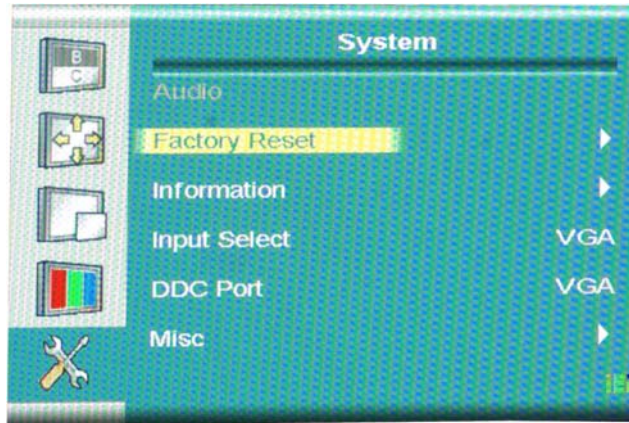 B
C
System
Audio
Factory Reset
Information
Input Select VGA
DDC Port VGA
Misc